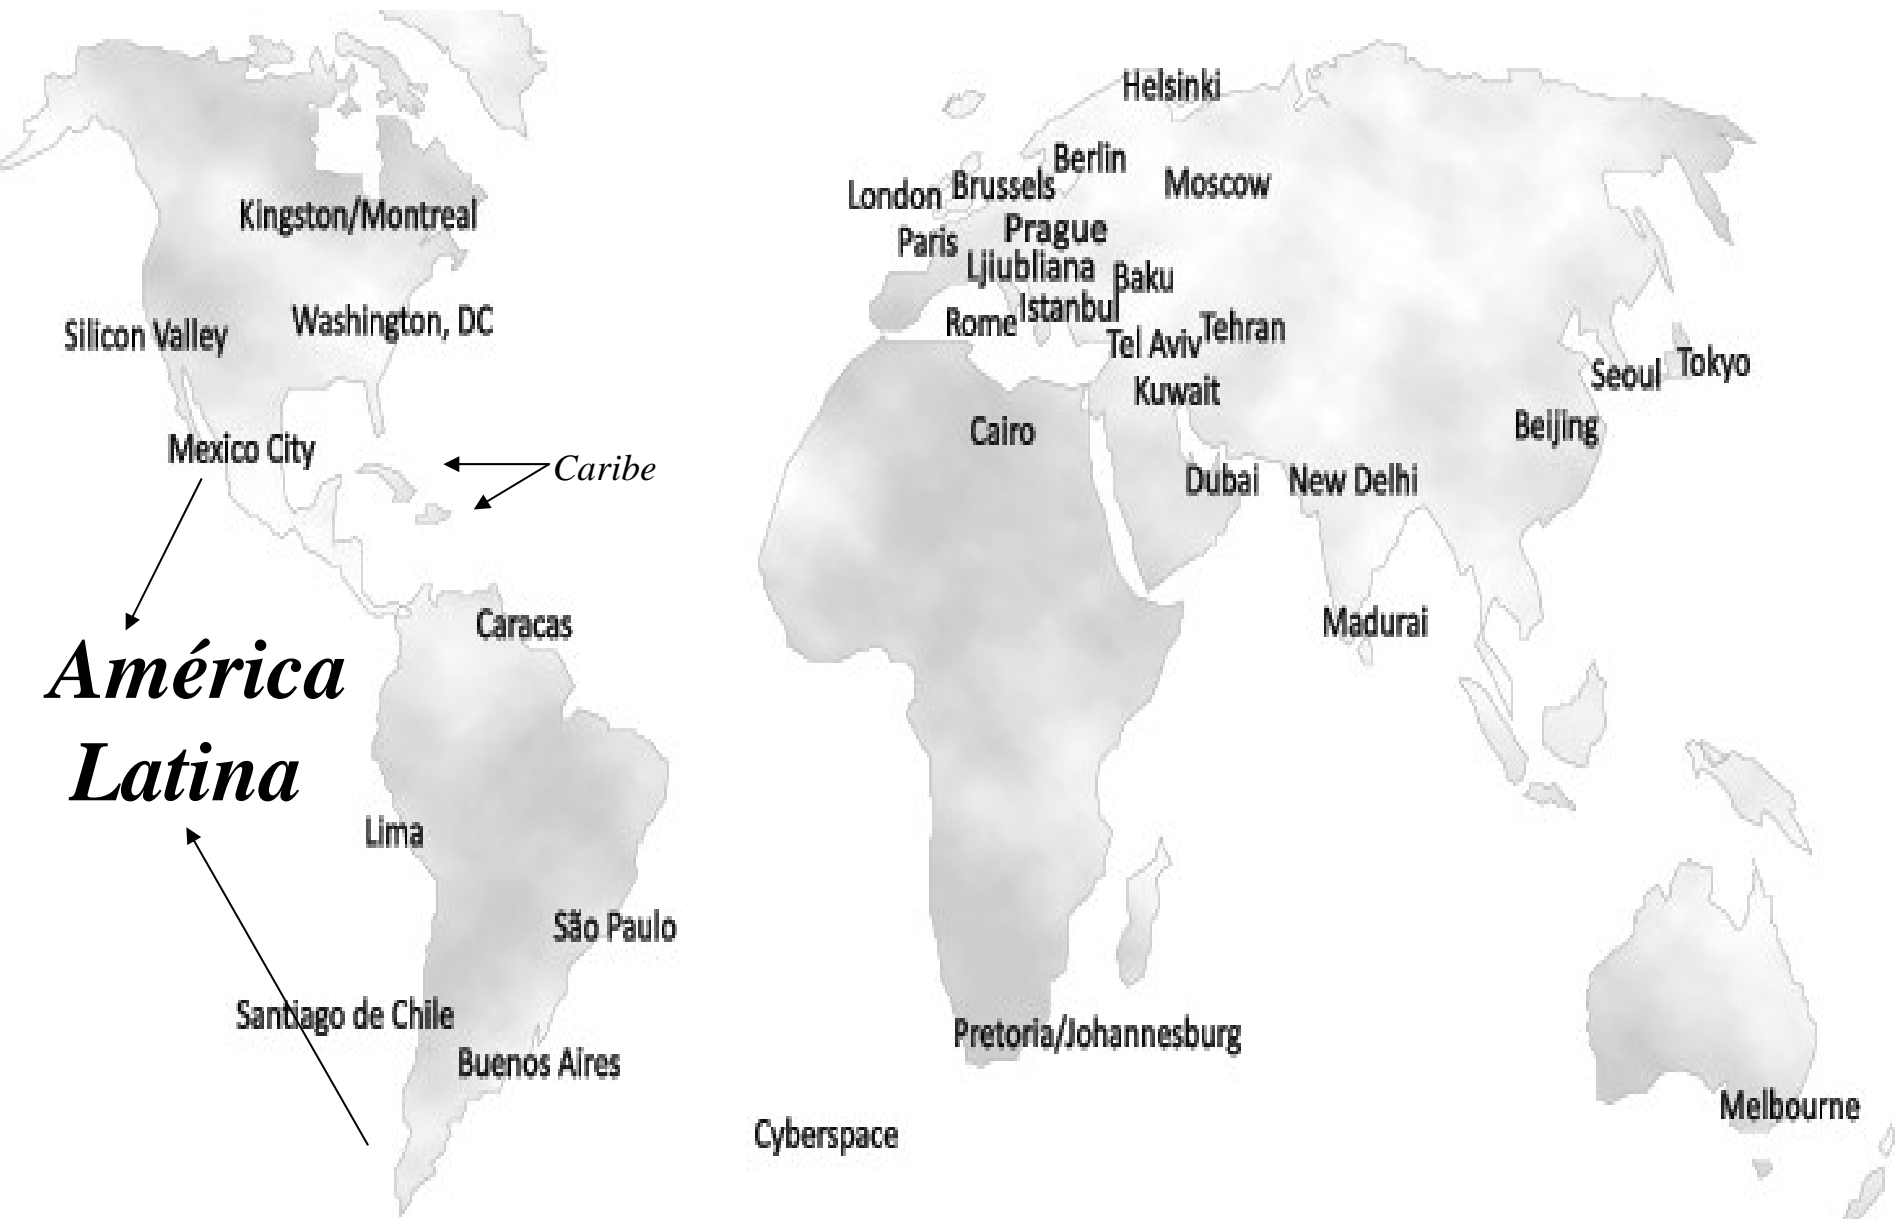 Helsinki
Berlin
London
Brussels
Moscow
Kingston/Montreal
Prague
Paris
Ljiubliana
Baku
Istanbul
Silicon Valley
Washington, DC
Rome
Tehran
Tel Aviv
Seoul
Tokyo
Kuwait
Cairo
Beijing
Mexico City
Caribe
Dubai
New Delhi
Caracas
Madurai
América
Latina
Lima
São Paulo
Santiago de Chile
Pretoria/Johannesburg
Buenos Aires
Melbourne
Cyberspace